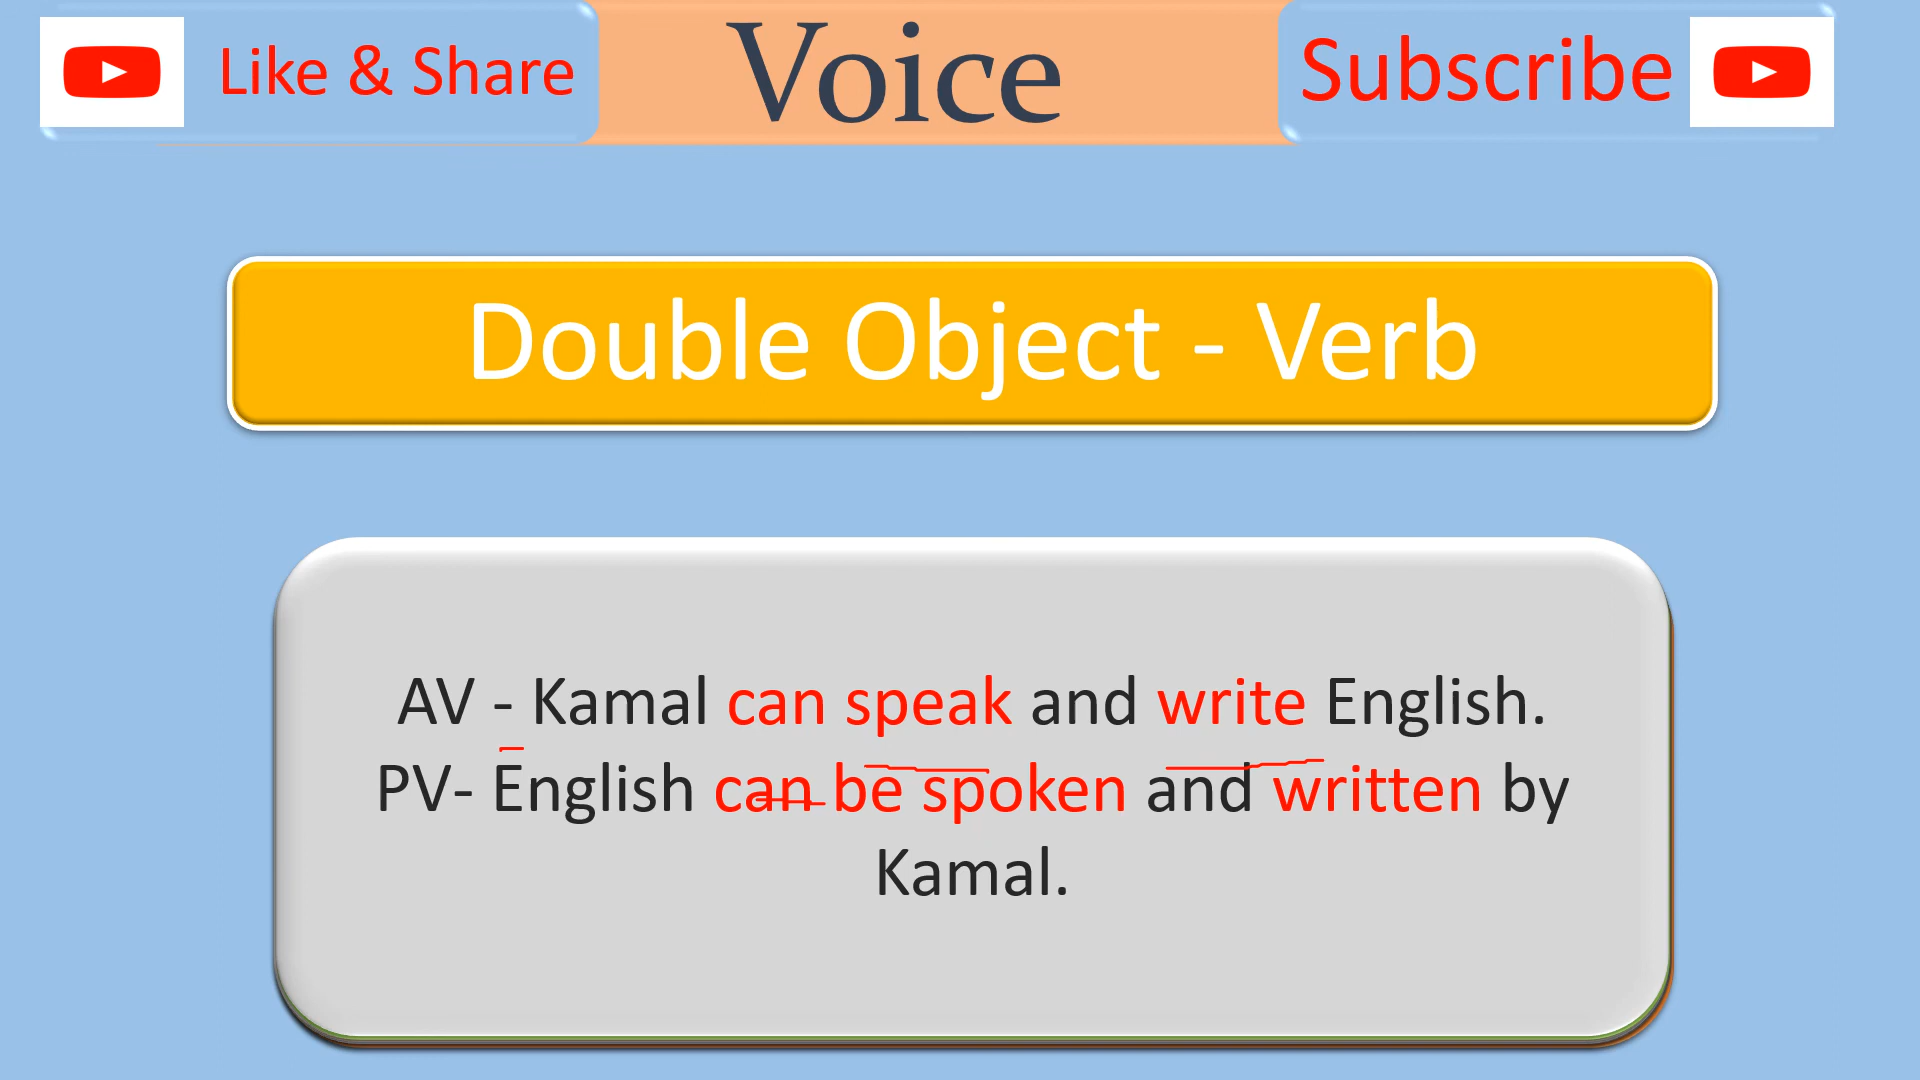 Like & Share
Voice
Subscribe
Double Object - Verb
AV - Kamal can speak and write English.
PV- English can be spoken and written by
Kamal.